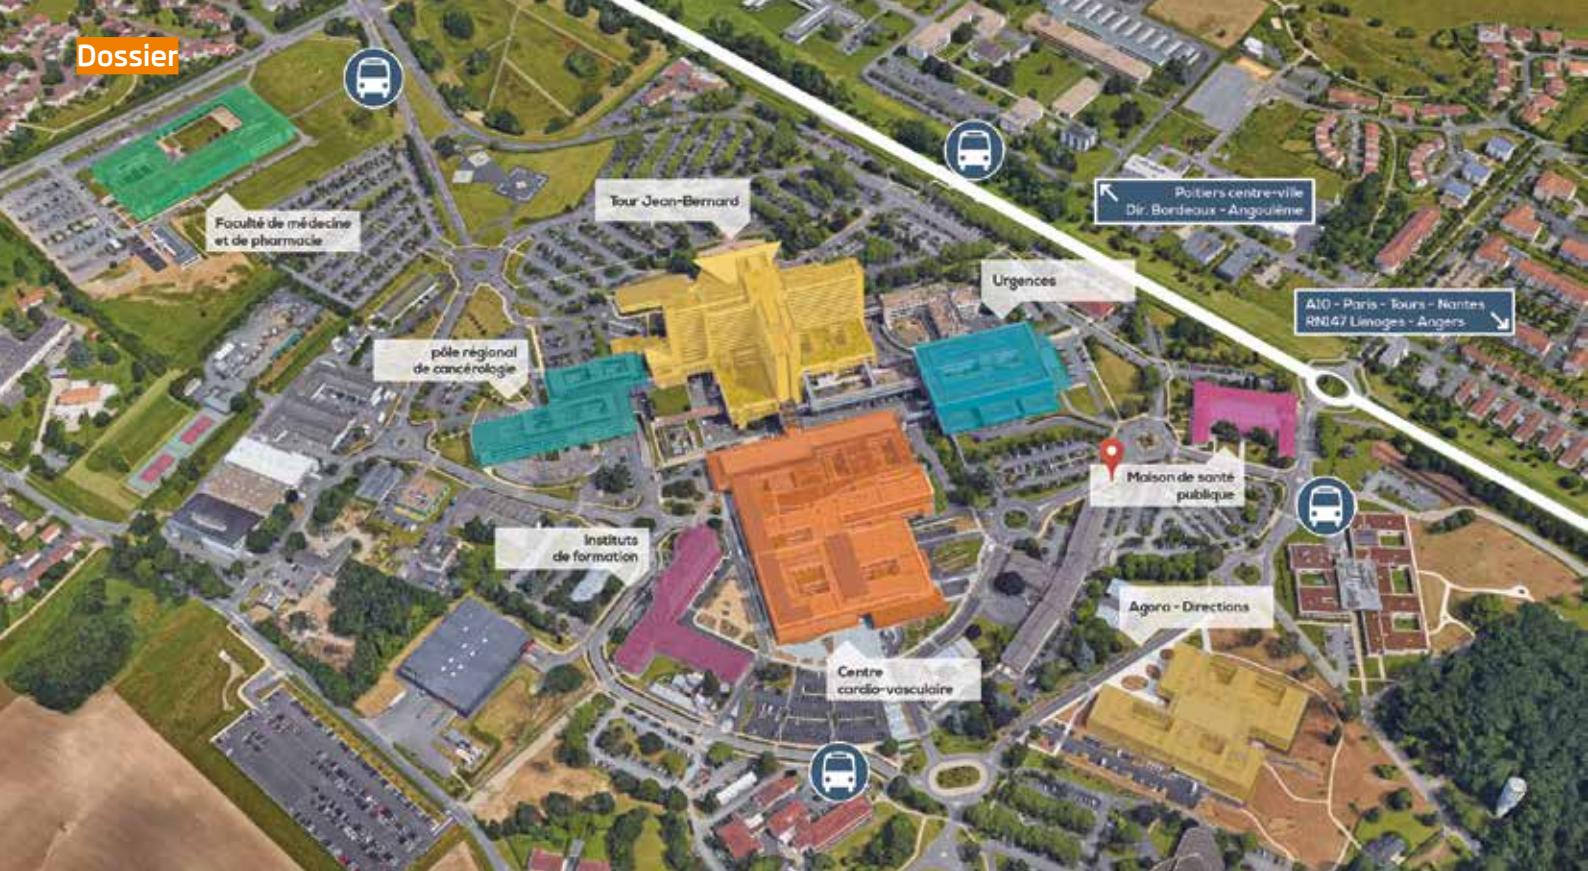 Dossier
Poitiers centre-ville
Dir. Bordeaux - Angoulême
Tour Jean-Bernard
Faculté de médecine
et de pharmacie
Urgences
A10 - Paris - Tours - Nantes
RN147 Limoges - Angers
pôle régional
de cancérologie
Maison de santé
publique
Instituts
de formation
Agora - Directions
Centre
cardio-vasculaire